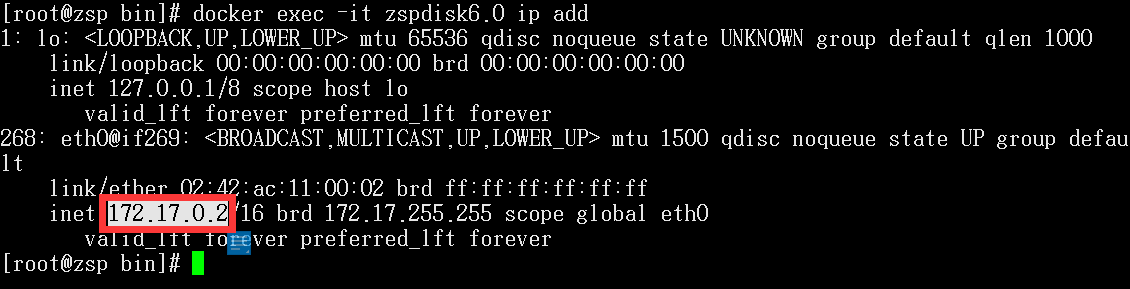 [root@zsp bin]# docker exec -it zspdisk6.0 ip add
1: lo: <LOOPBACK,UP,LOWER_UP> mtu 65536 qdisc noqueue state UNKNOWN group default qlen 1000
    link/loopback 00:00:00:00:00:00 brd 00:00:00:00:00:00
    inet 127.0.0.1/8 scope host lo
       valid_lft forever preferred_lft forever
268: eth0@if269: <BROADCAST,MULTICAST,UP,LOWER_UP> mtu 1500 qdisc noqueue state UP group defau
lt
    link/ether 02:42:ac:11:00:02 brd ff:ff:ff:ff:ff:ff
    inet 172.17.0.2/16 brd 172.17.255.255 scope global eth0
       valid_lft forever preferred_lft forever
[root@zsp bin]#